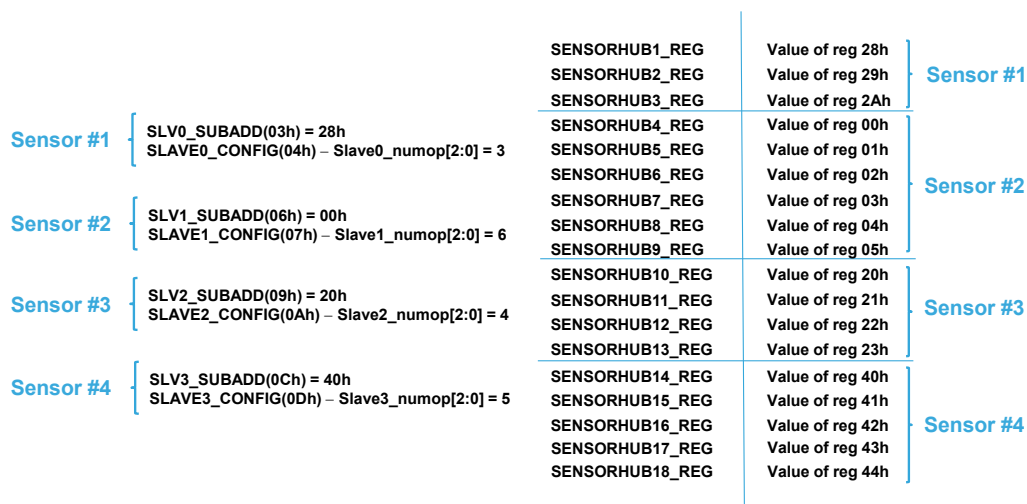 Sensor #1
SLV0_SUBADD(03h) = 28h
SLAVE0_CONFIG(04h) – Slave0_numop[2:0] = 3
Sensor #2
SLV1_SUBADD(06h) = 00h
SLAVE1_CONFIG(07h) – Slave1_numop[2:0] = 6
Sensor #3
SLV2_SUBADD(09h) = 20h
SLAVE2_CONFIG(0Ah) – Slave2_numop[2:0] = 4
Sensor #4
SLV3_SUBADD(0Ch) = 40h
SLAVE3_CONFIG(0Dh) – Slave3_numop[2:0] = 5
SENSORHUB1_REG Value of reg 28h
SENSORHUB2_REG Value of reg 29h
SENSORHUB3_REG Value of reg 2Ah
Sensor #1
SENSORHUB4_REG Value of reg 00h
SENSORHUB5_REG Value of reg 01h
SENSORHUB6_REG Value of reg 02h
SENSORHUB7_REG Value of reg 03h
SENSORHUB8_REG Value of reg 04h
SENSORHUB9_REG Value of reg 05h
Sensor #2
SENSORHUB10_REG Value of reg 20h
SENSORHUB11_REG Value of reg 21h
SENSORHUB12_REG Value of reg 22h
SENSORHUB13_REG Value of reg 23h
Sensor #3
SENSORHUB14_REG Value of reg 40h
SENSORHUB15_REG Value of reg 41h
SENSORHUB16_REG Value of reg 42h
SENSORHUB17_REG Value of reg 43h
SENSORHUB18_REG Value of reg 44h
Sensor #4